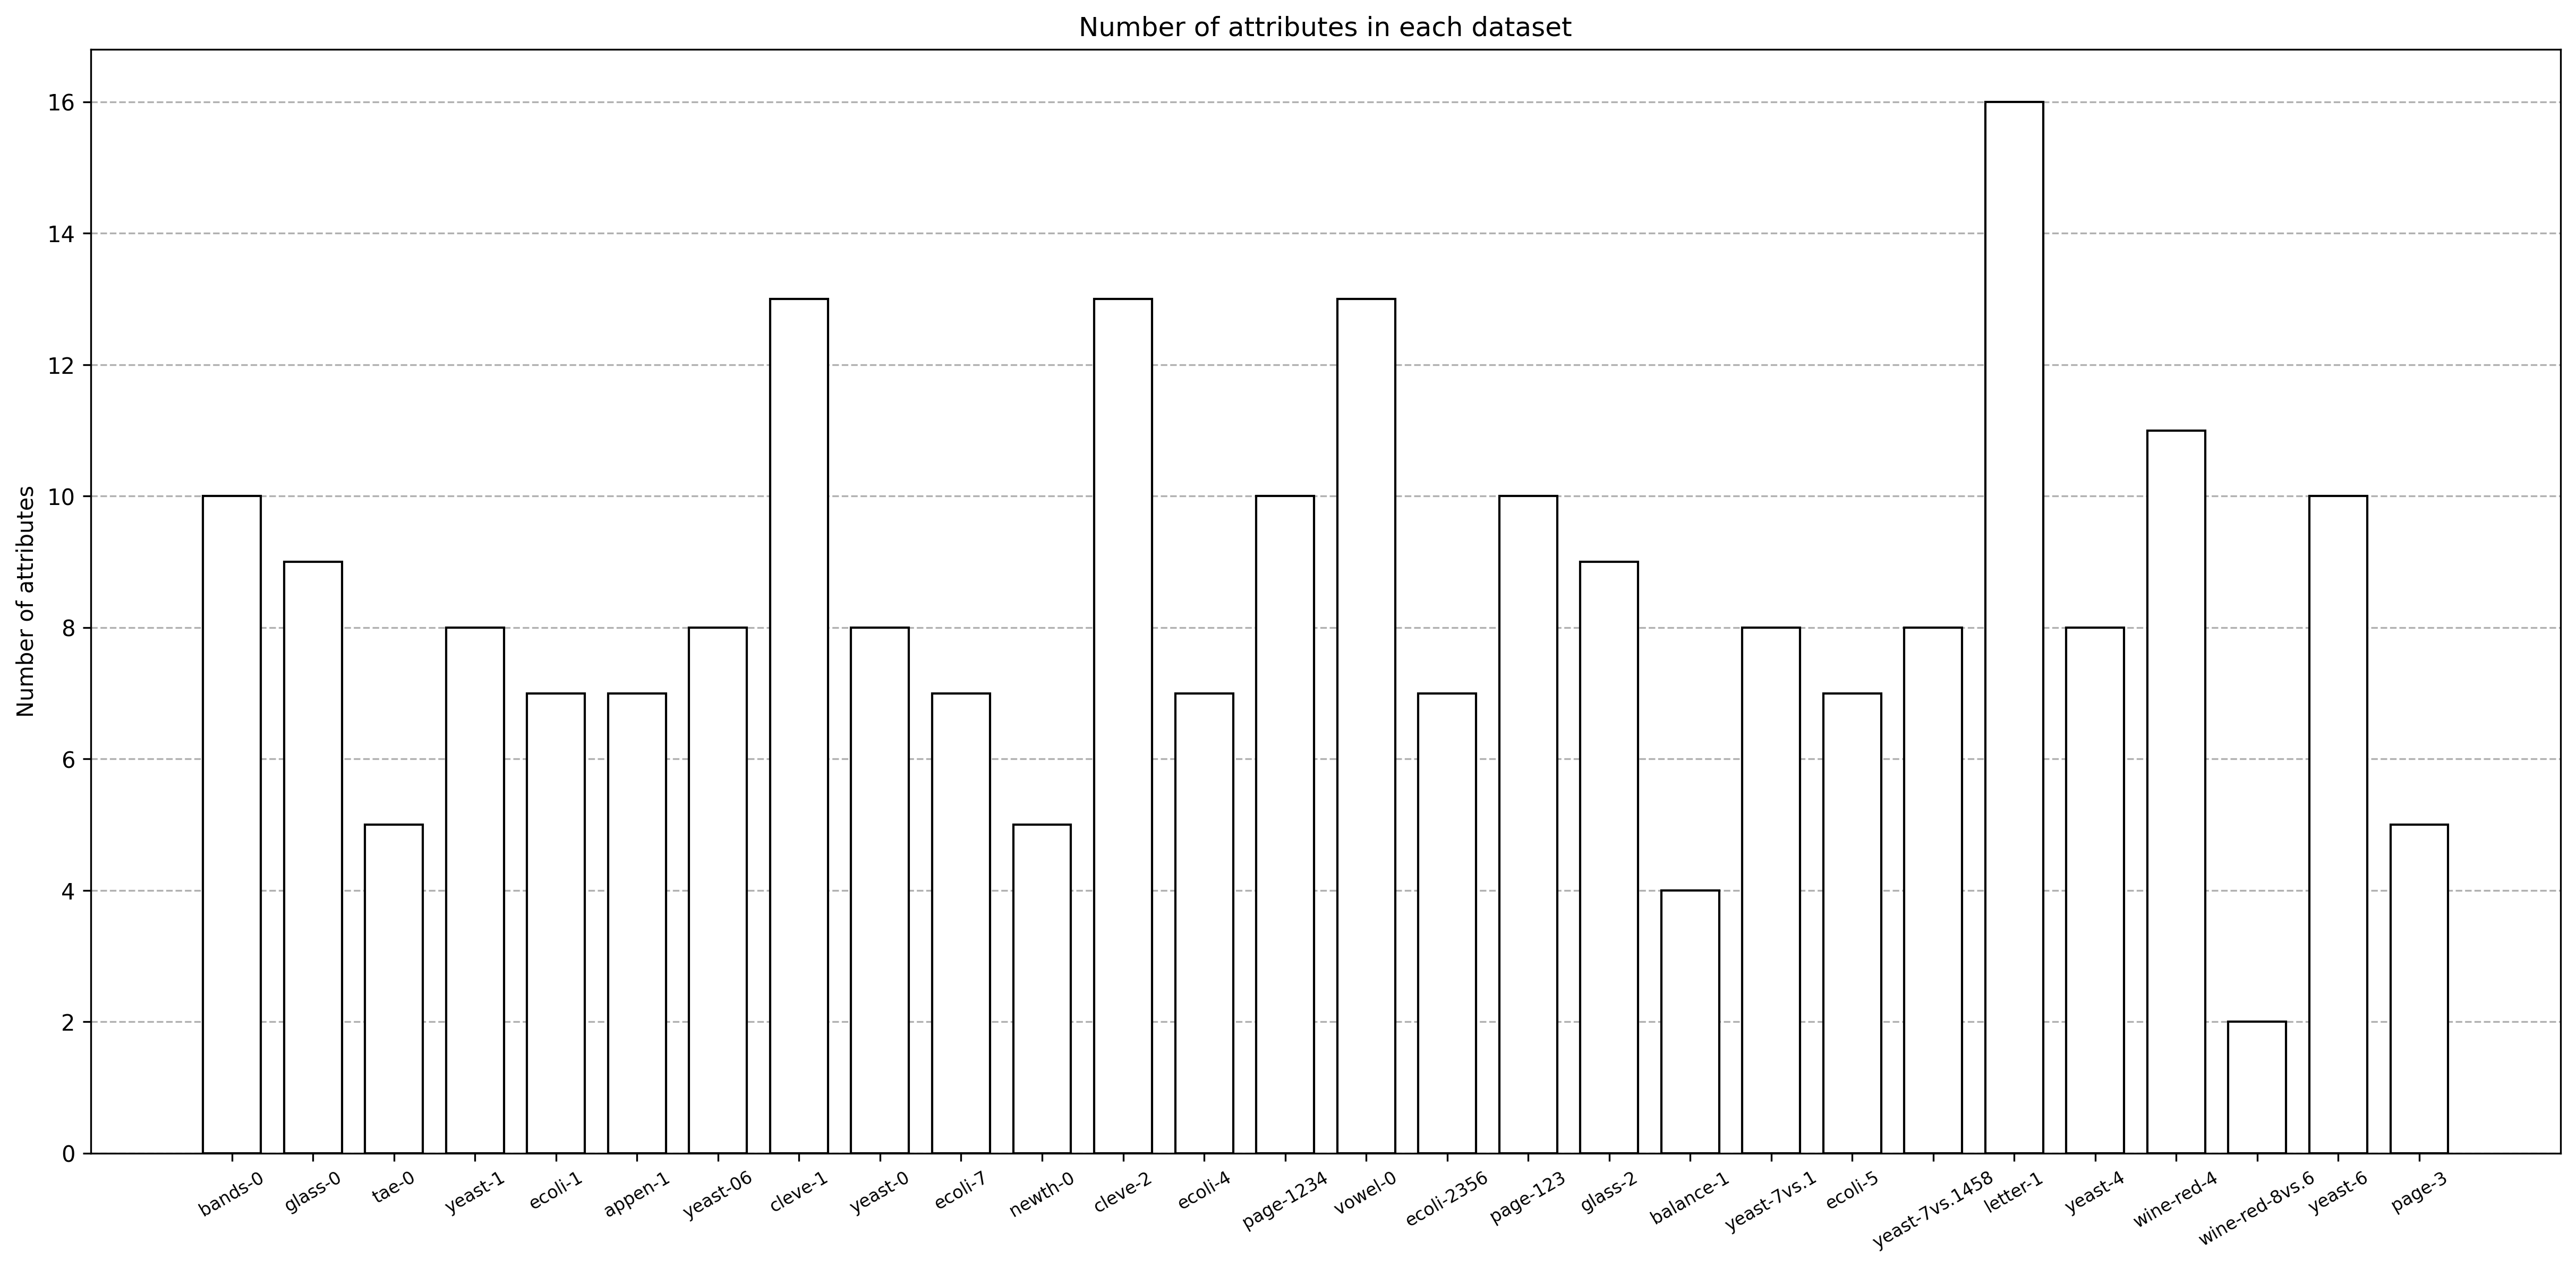 Number of attributes in each dataset
Number of attributes
16
14
12
10
8
6
4
2
0
bands-0
glass-0
tae-0
yeast-1
ecoli-1
appen-1
yeast-06
cleve-1
yeast-0
ecoli-7
newth-0
cleve-2
ecoli-4
page-1234
vowel-0
ecoli-2356
page-123
glass-2
balance-1
yeast-7vs.1
ecoli-5
yeast-7vs.1458
letter-1
yeast-4
wine-red-4
wine-red-8vs.6
yeast-6
page-3